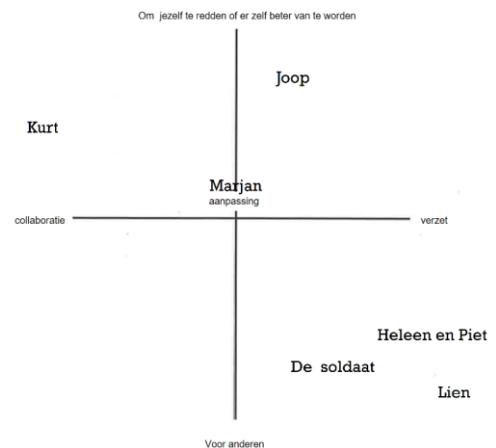 Om jezelf te redden of er zelf beter van te worden
Joop
Kurt
Marjan
aanpassing
collaboratie
verzet
Heleen en Piet
De soldaat
Lien
Voor anderen